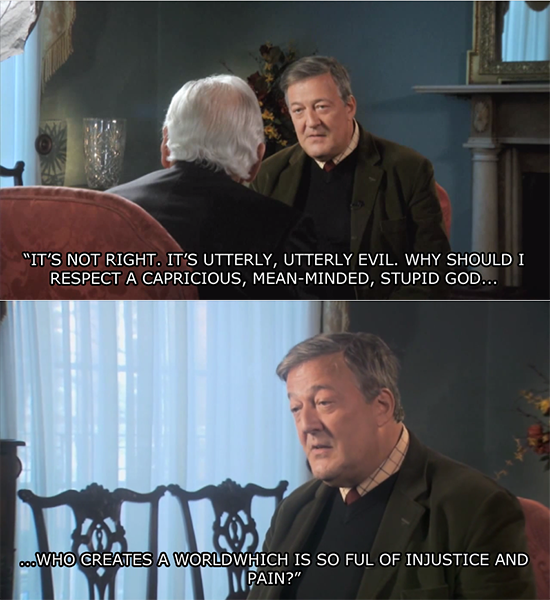 “IT’S NOT RIGHT. IT’S UTTERLY, UTTERLY EVIL. WHY SHOULD I
RESPECT A CAPRICIOUS, MEAN-MINDED, STUPID GOD...
...WHO CREATES A WORLDWHICH IS SO FUL OF INJUSTICE AND
PAIN?”